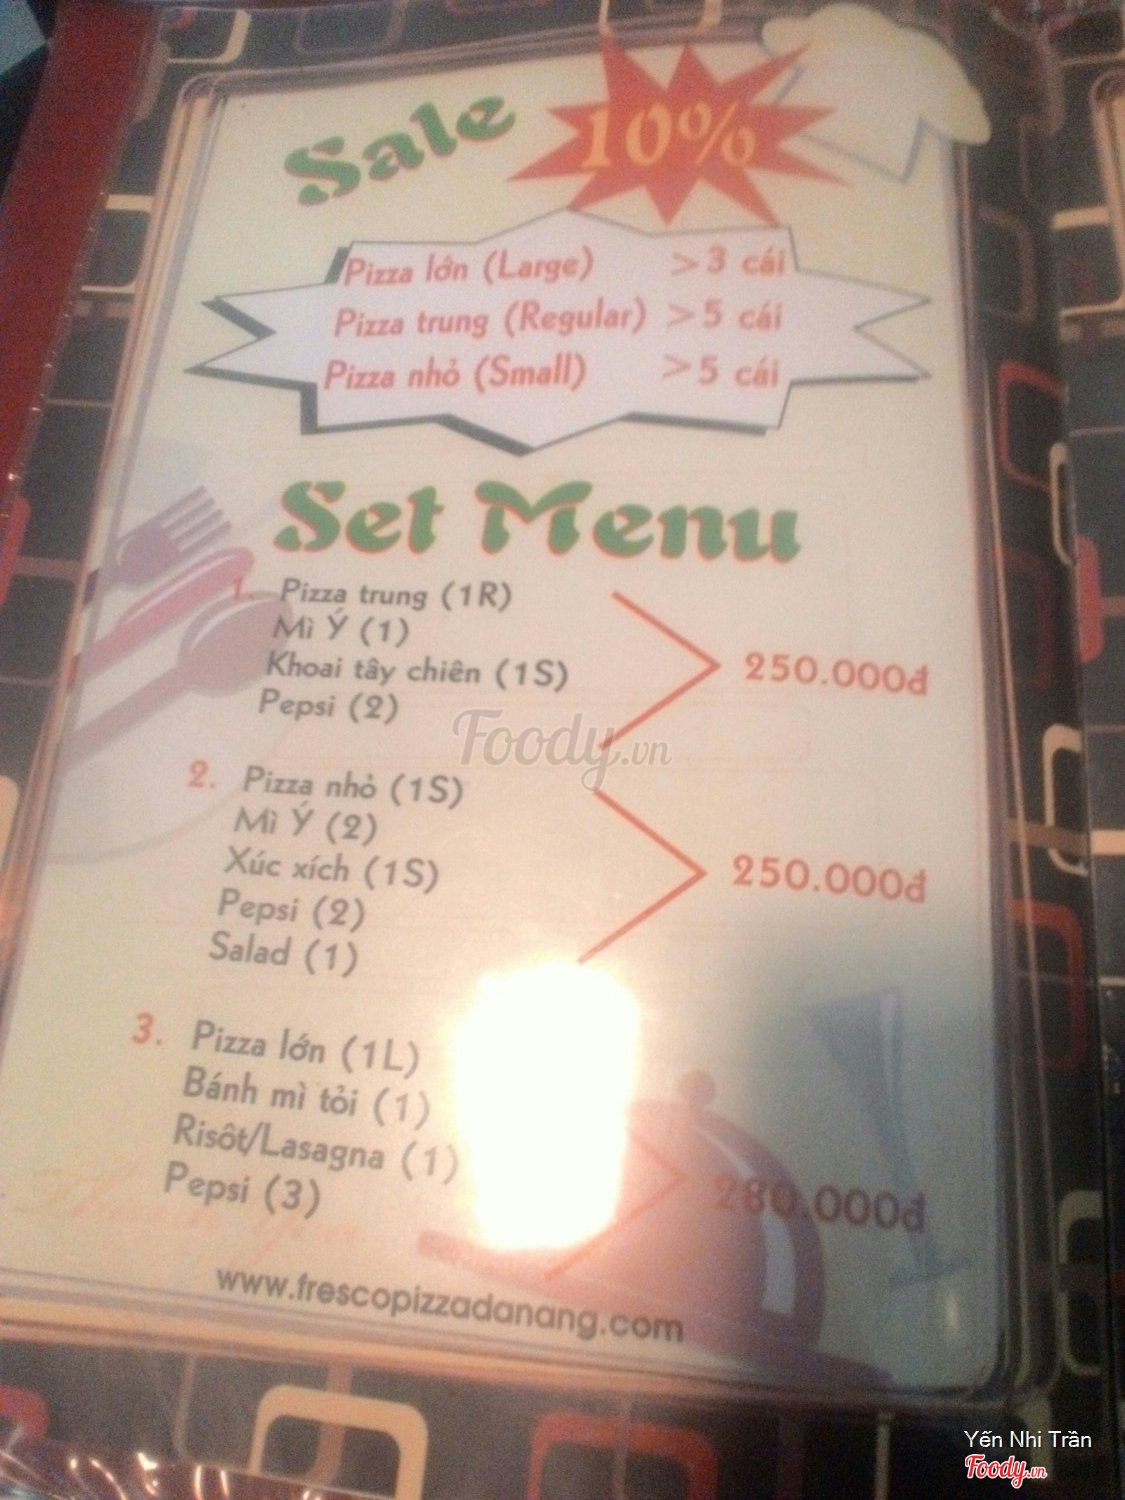 Sale 10%
Pizza lớn (Large) > 3 cái
Pizza trung (Regular) > 5 cái
Pizza nhỏ (Small) > 5 cái
Set Menu
1. Pizza trung (1R)
Mì Ý (1)
Khoai tây chiên (1S)
Pepsi (2)
250.000đ
2. Pizza nhỏ (1S)
Mì Ý (2)
Xúc xích (1S)
Pepsi (2)
Salad (1)
250.000đ
3. Pizza lớn (1L)
Bánh mì tỏi (1)
Risôt/Lasagna (1)
Pepsi (3)
280.000đ
www.frescopizzadanang.com
Foody.vn
Yến Nhi Trần
Foody.vn